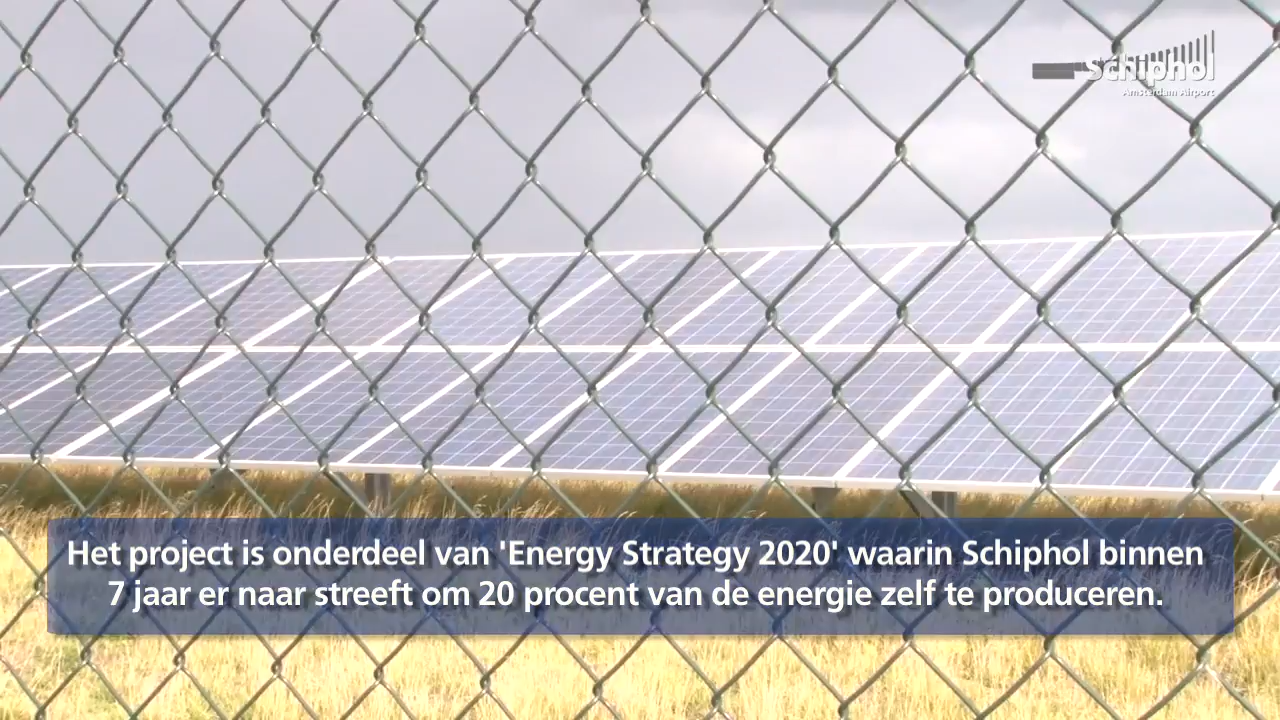 Schiphol
Amsterdam Airport
Het project is onderdeel van 'Energy Strategy 2020' waarin Schiphol binnen
7 jaar er naar streeft om 20 procent van de energie zelf te produceren.